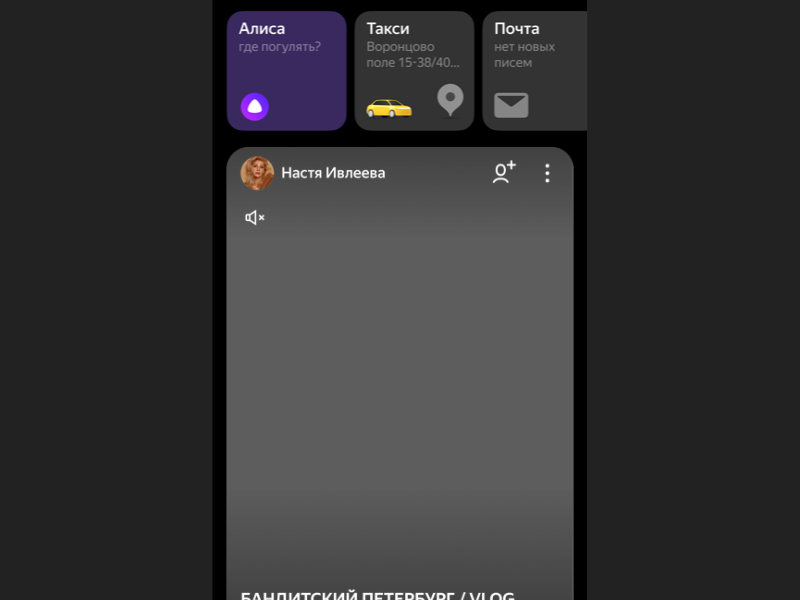 Алиса
где погулять?
Такси
Воронцово
поле 15-38/40...
Почта
нет новых
писем
Настя Ивлеева
БАНДИТСКИЙ ПЕТЕРБУРГ / VLOG